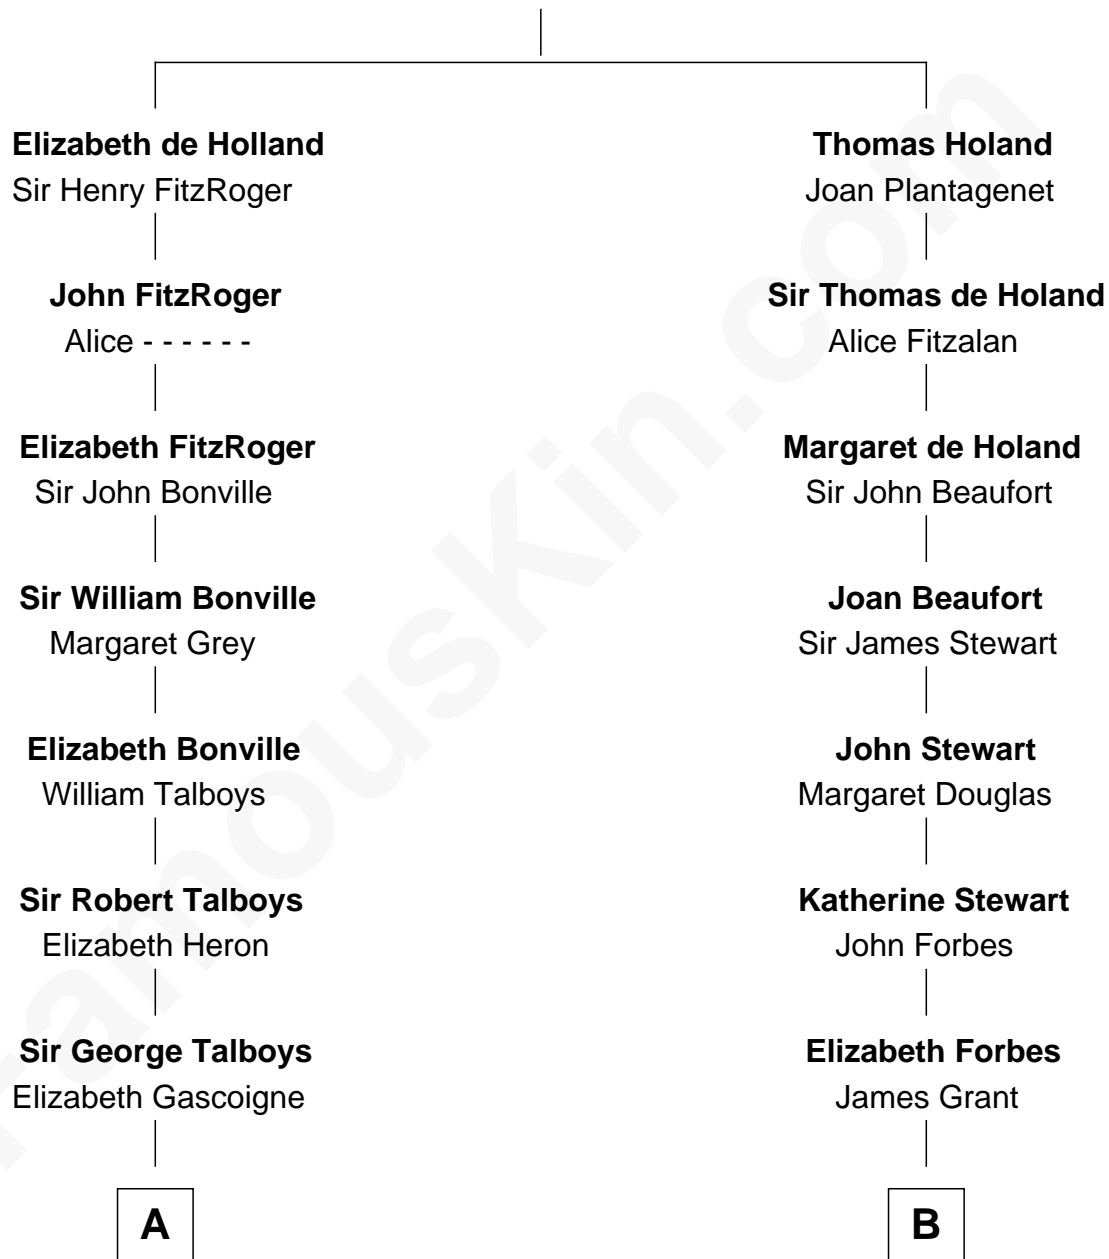 Elizabeth de Holland
Sir Henry FitzRoger
John FitzRoger
Alice - - - - - -
Elizabeth FitzRoger
Sir John Bonville
Sir William Bonville
Margaret Grey
Elizabeth Bonville
William Talboys
Sir Robert Talboys
Elizabeth Heron
Sir George Talboys
Elizabeth Gascoigne
A
Thomas Holand
Joan Plantagenet
Sir Thomas de Holand
Alice Fitzalan
Margaret de Holand
Sir John Beaufort
Joan Beaufort
Sir James Stewart
John Stewart
Margaret Douglas
Katherine Stewart
John Forbes
Elizabeth Forbes
James Grant
B
FamousKin.com